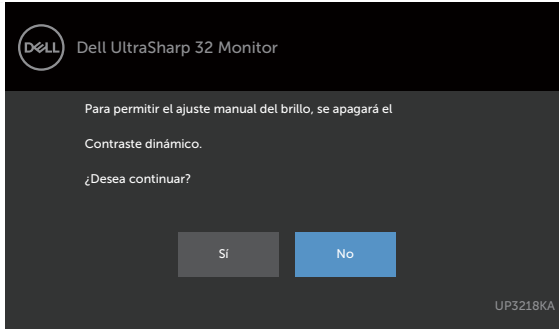 DELL
Dell UltraSharp 32 Monitor
Para permitir el ajuste manual del brillo, se apagará el
Contraste dinámico.
¿Desea continuar?
Sí
No
UP3218KA